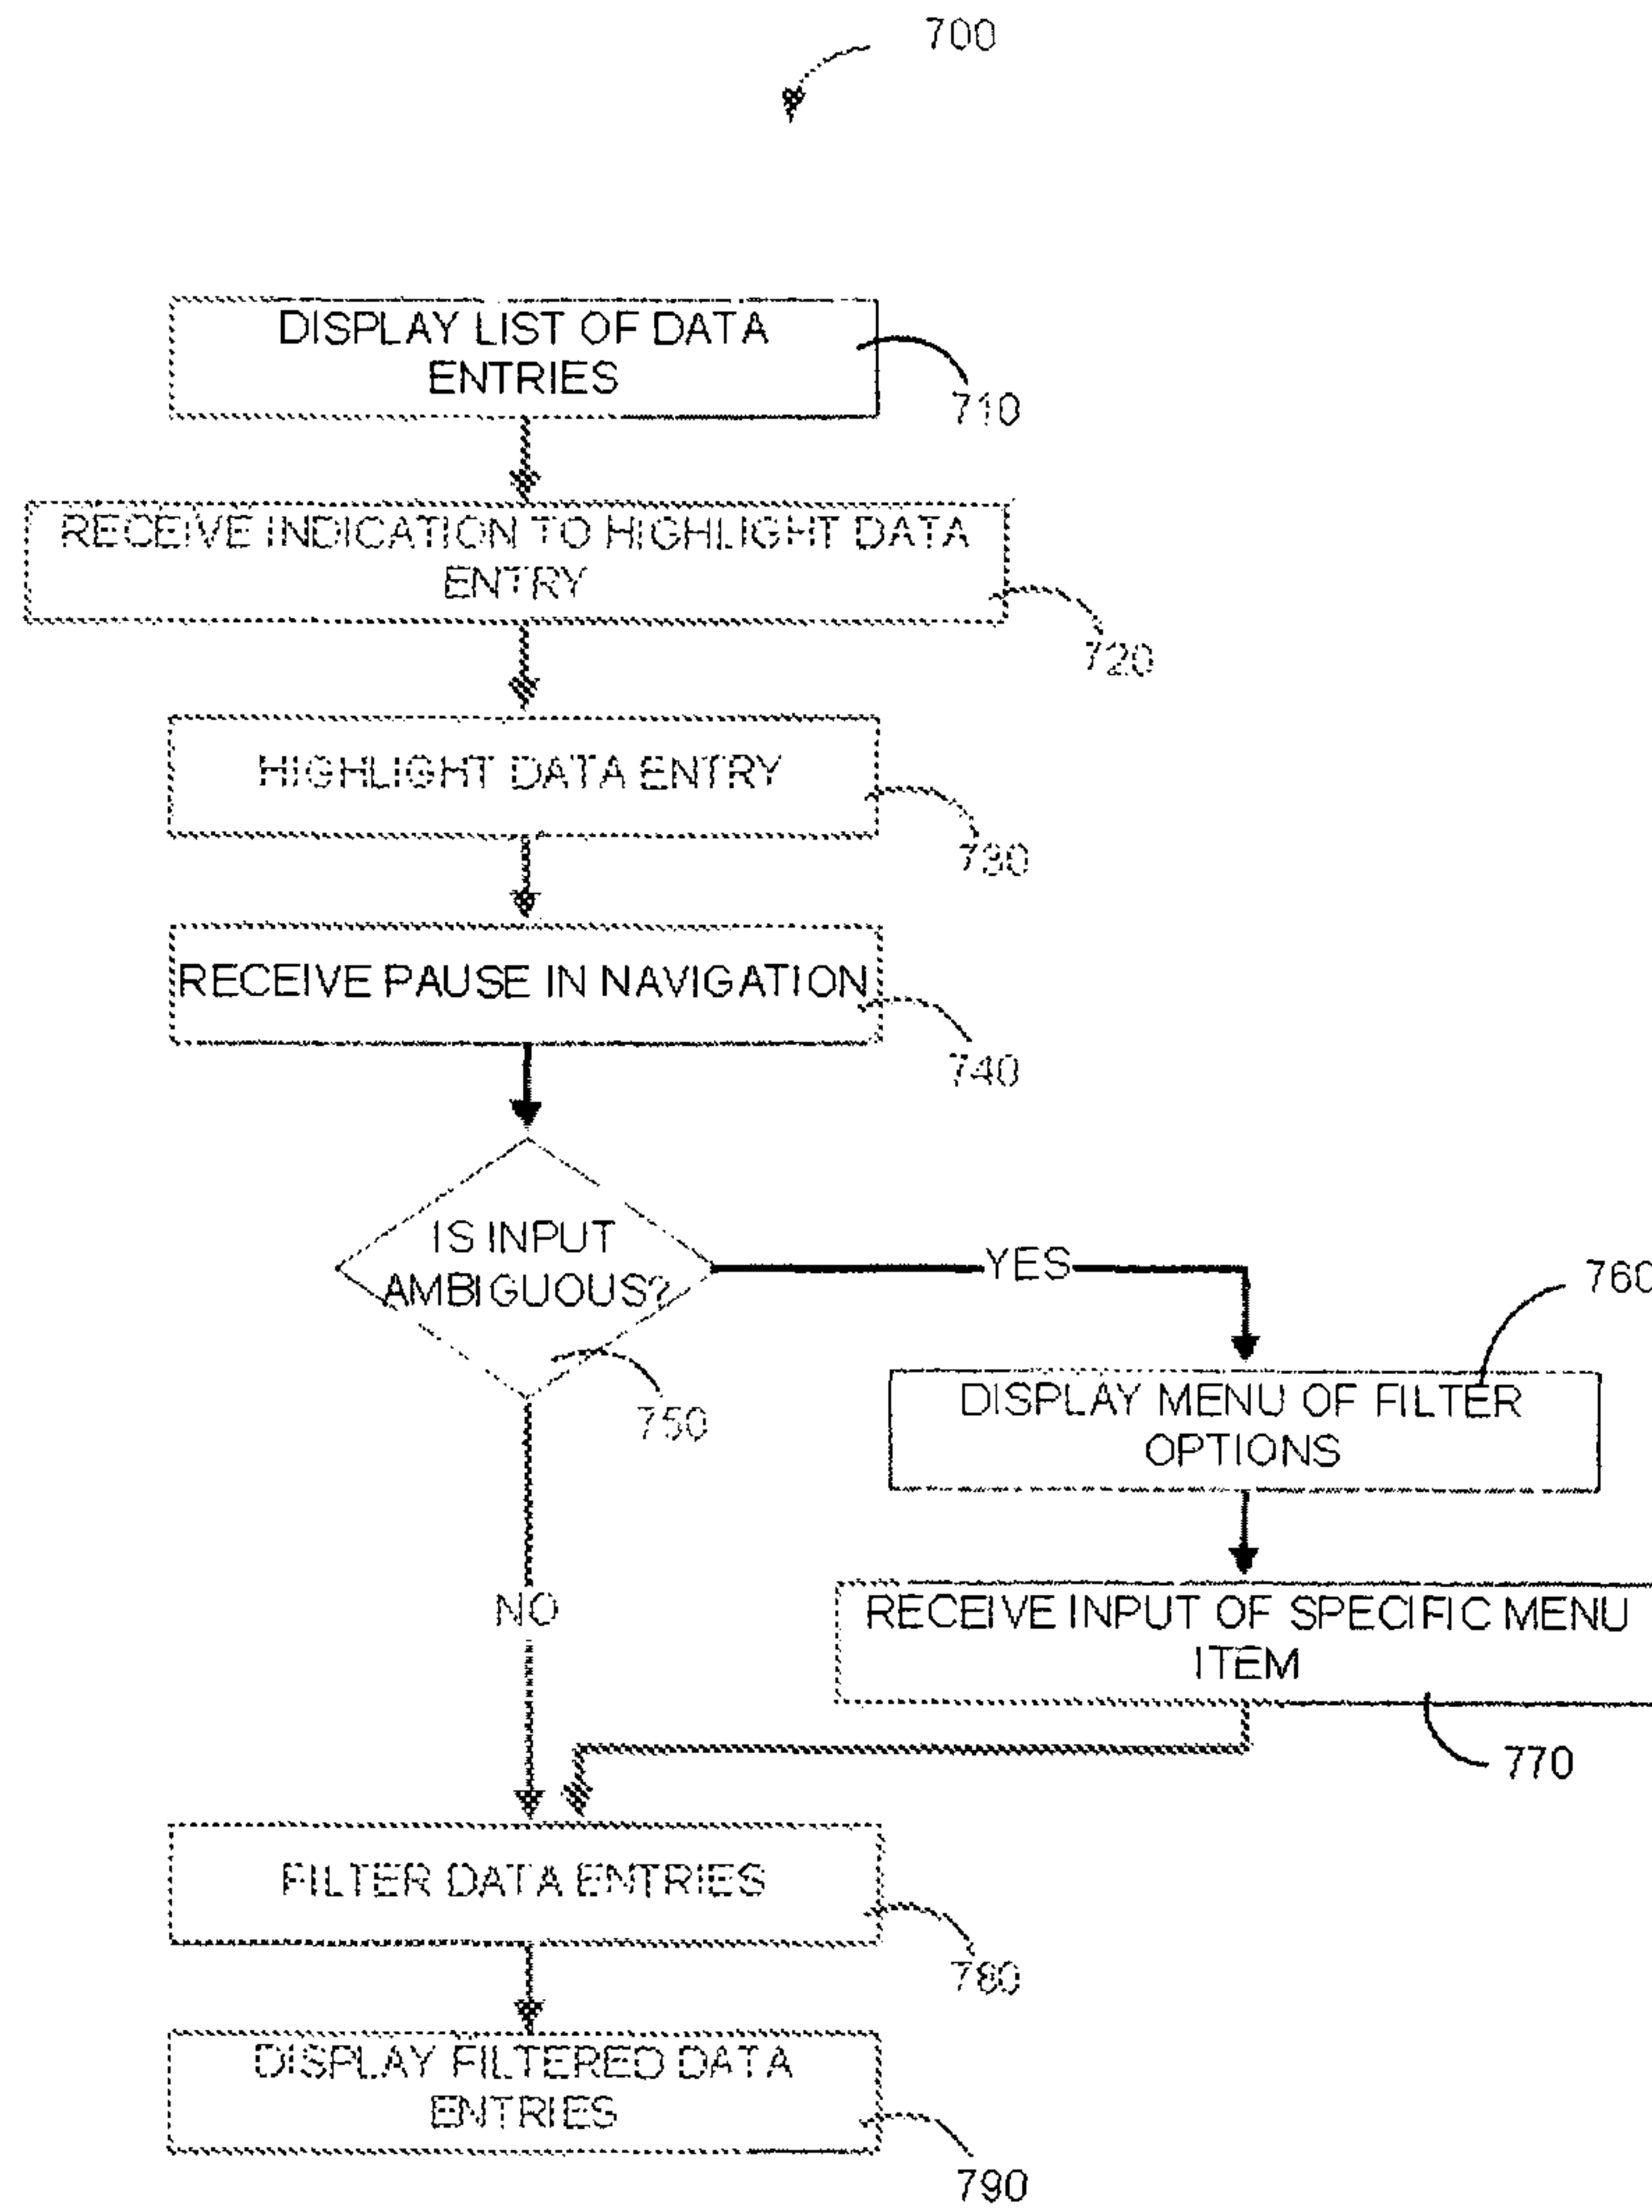 700
DISPLAY LIST OF DATA
ENTRIES
710
RECEIVE INDICATION TO HIGHLIGHT DATA
ENTRY
720
HIGHLIGHT DATA ENTRY
730
RECEIVE PAUSE IN NAVIGATION
740
IS INPUT
AMBIGUOUS?
750
YES
760
DISPLAY MENU OF FILTER
OPTIONS
RECEIVE INPUT OF SPECIFIC MENU
ITEM
770
NO
FILTER DATA ENTRIES
780
DISPLAY FILTERED DATA
ENTRIES
790